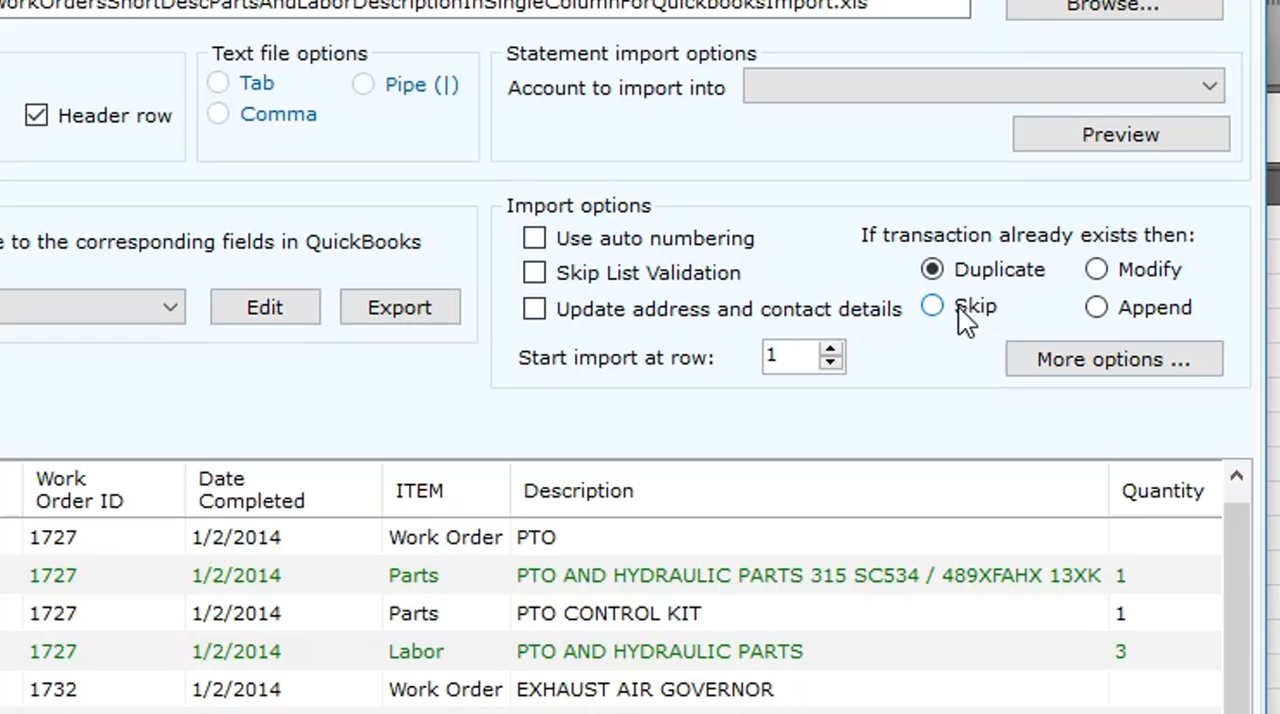 WorkOrdersShortDescPartsAndLaborDescriptionInSingleColumnForQuickbooksImport.xls
Browse...
Text file options
Statement import options
Tab
Pipe (|)
Account to import into
Header row
Comma
Preview
Import options
e to the corresponding fields in QuickBooks
Use auto numbering
If transaction already exists then:
Skip List Validation
Duplicate
Modify
Edit
Export
Update address and contact details
Skip
Append
Start import at row:
1
More options ...
Work Order ID
Date Completed
ITEM
Description
Quantity
1727 1/2/2014 Work Order PTO
1727 1/2/2014 Parts PTO AND HYDRAULIC PARTS 315 SC534 / 489XFAHX 13XK 1
1727 1/2/2014 Parts PTO CONTROL KIT 1
1727 1/2/2014 Labor PTO AND HYDRAULIC PARTS 3
1732 1/2/2014 Work Order EXHAUST AIR GOVERNOR